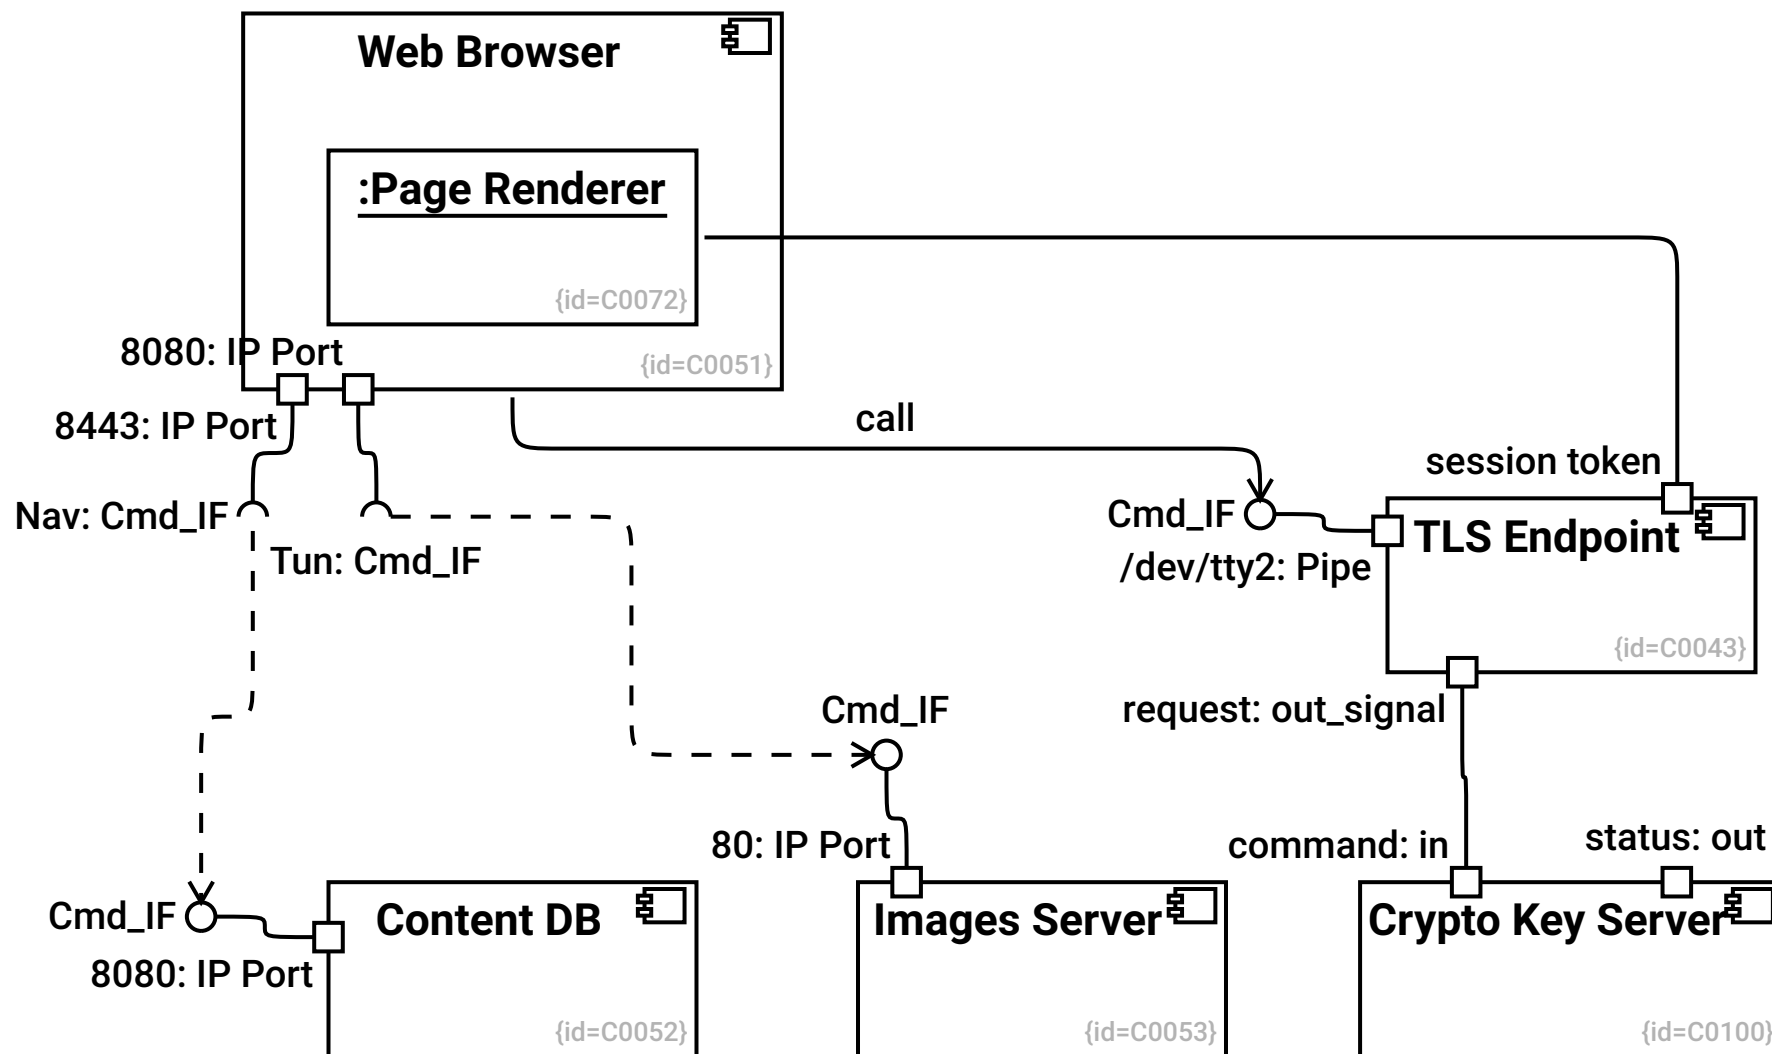 Web Browser
:Page Renderer
{id=C0072}
8080: IP Port
{id=C0051}
8443: IP Port
call
session token
Nav: Cmd_IF
Cmd_IF
TLS Endpoint
Tun: Cmd_IF
/dev/tty2: Pipe
{id=C0043}
Cmd_IF
request: out_signal
80: IP Port
command: in
status: out
Cmd_IF
Content DB
Images Server
Crypto Key Server
8080: IP Port
{id=C0052}
{id=C0053}
{id=C0100}